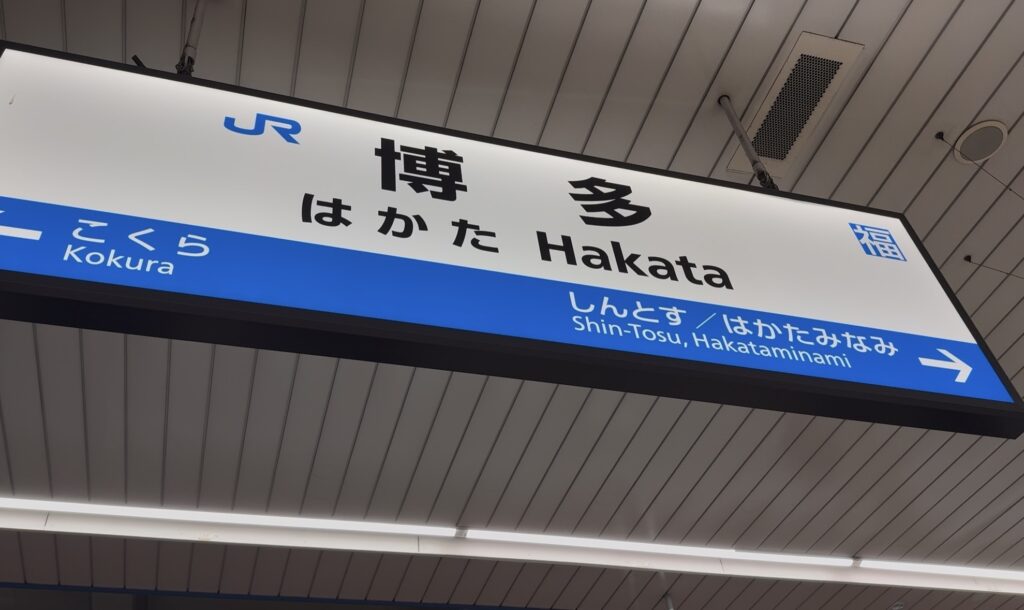 JR
博多
はかた Hakata
福
← こくら
Kokura
しんとす／はかたみなみ →
Shin-Tosu, Hakataminami